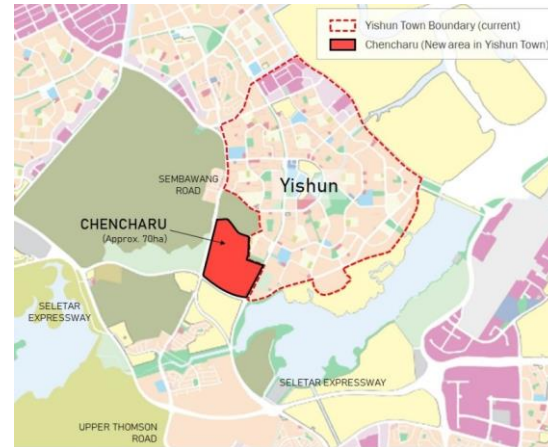 Yishun Town Boundary (current)
Chencharu (New area in Yishun Town)
SEMBAWANG
ROAD
Yishun
CHENCHARU
(Approx. 70ha)
SELETAR
EXPRESSWAY
SELETAR EXPRESSWAY
UPPER THOMSON
ROAD